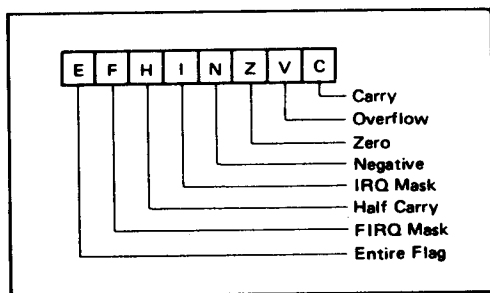 E F H I N Z V C
Carry
Overflow
Zero
Negative
IRQ Mask
Half Carry
FIRQ Mask
Entire Flag